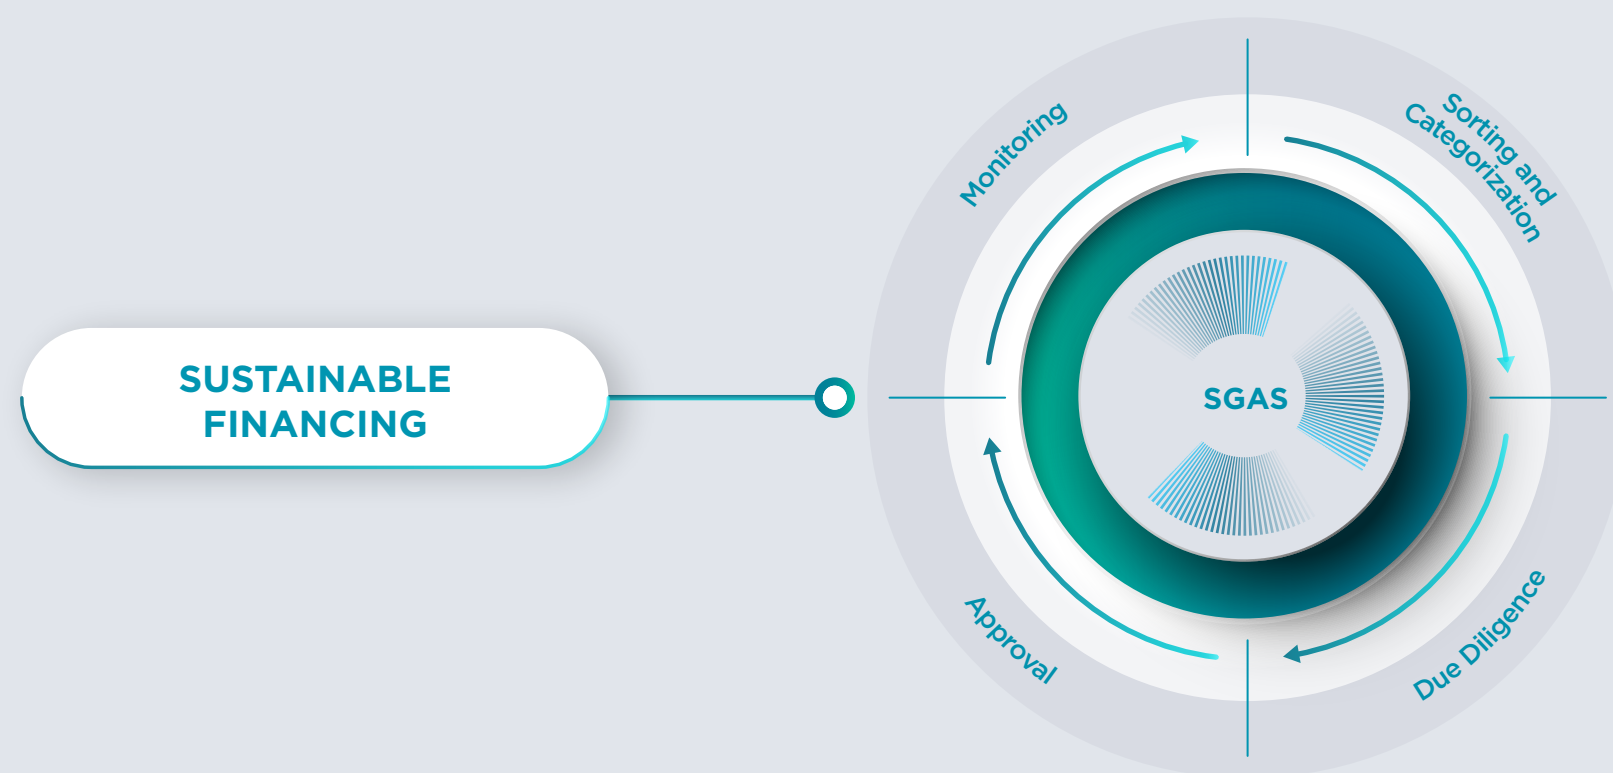 SUSTAINABLE
FINANCING
Monitoring
Sorting and
Categorization
SGAS
Approval
Due Diligence